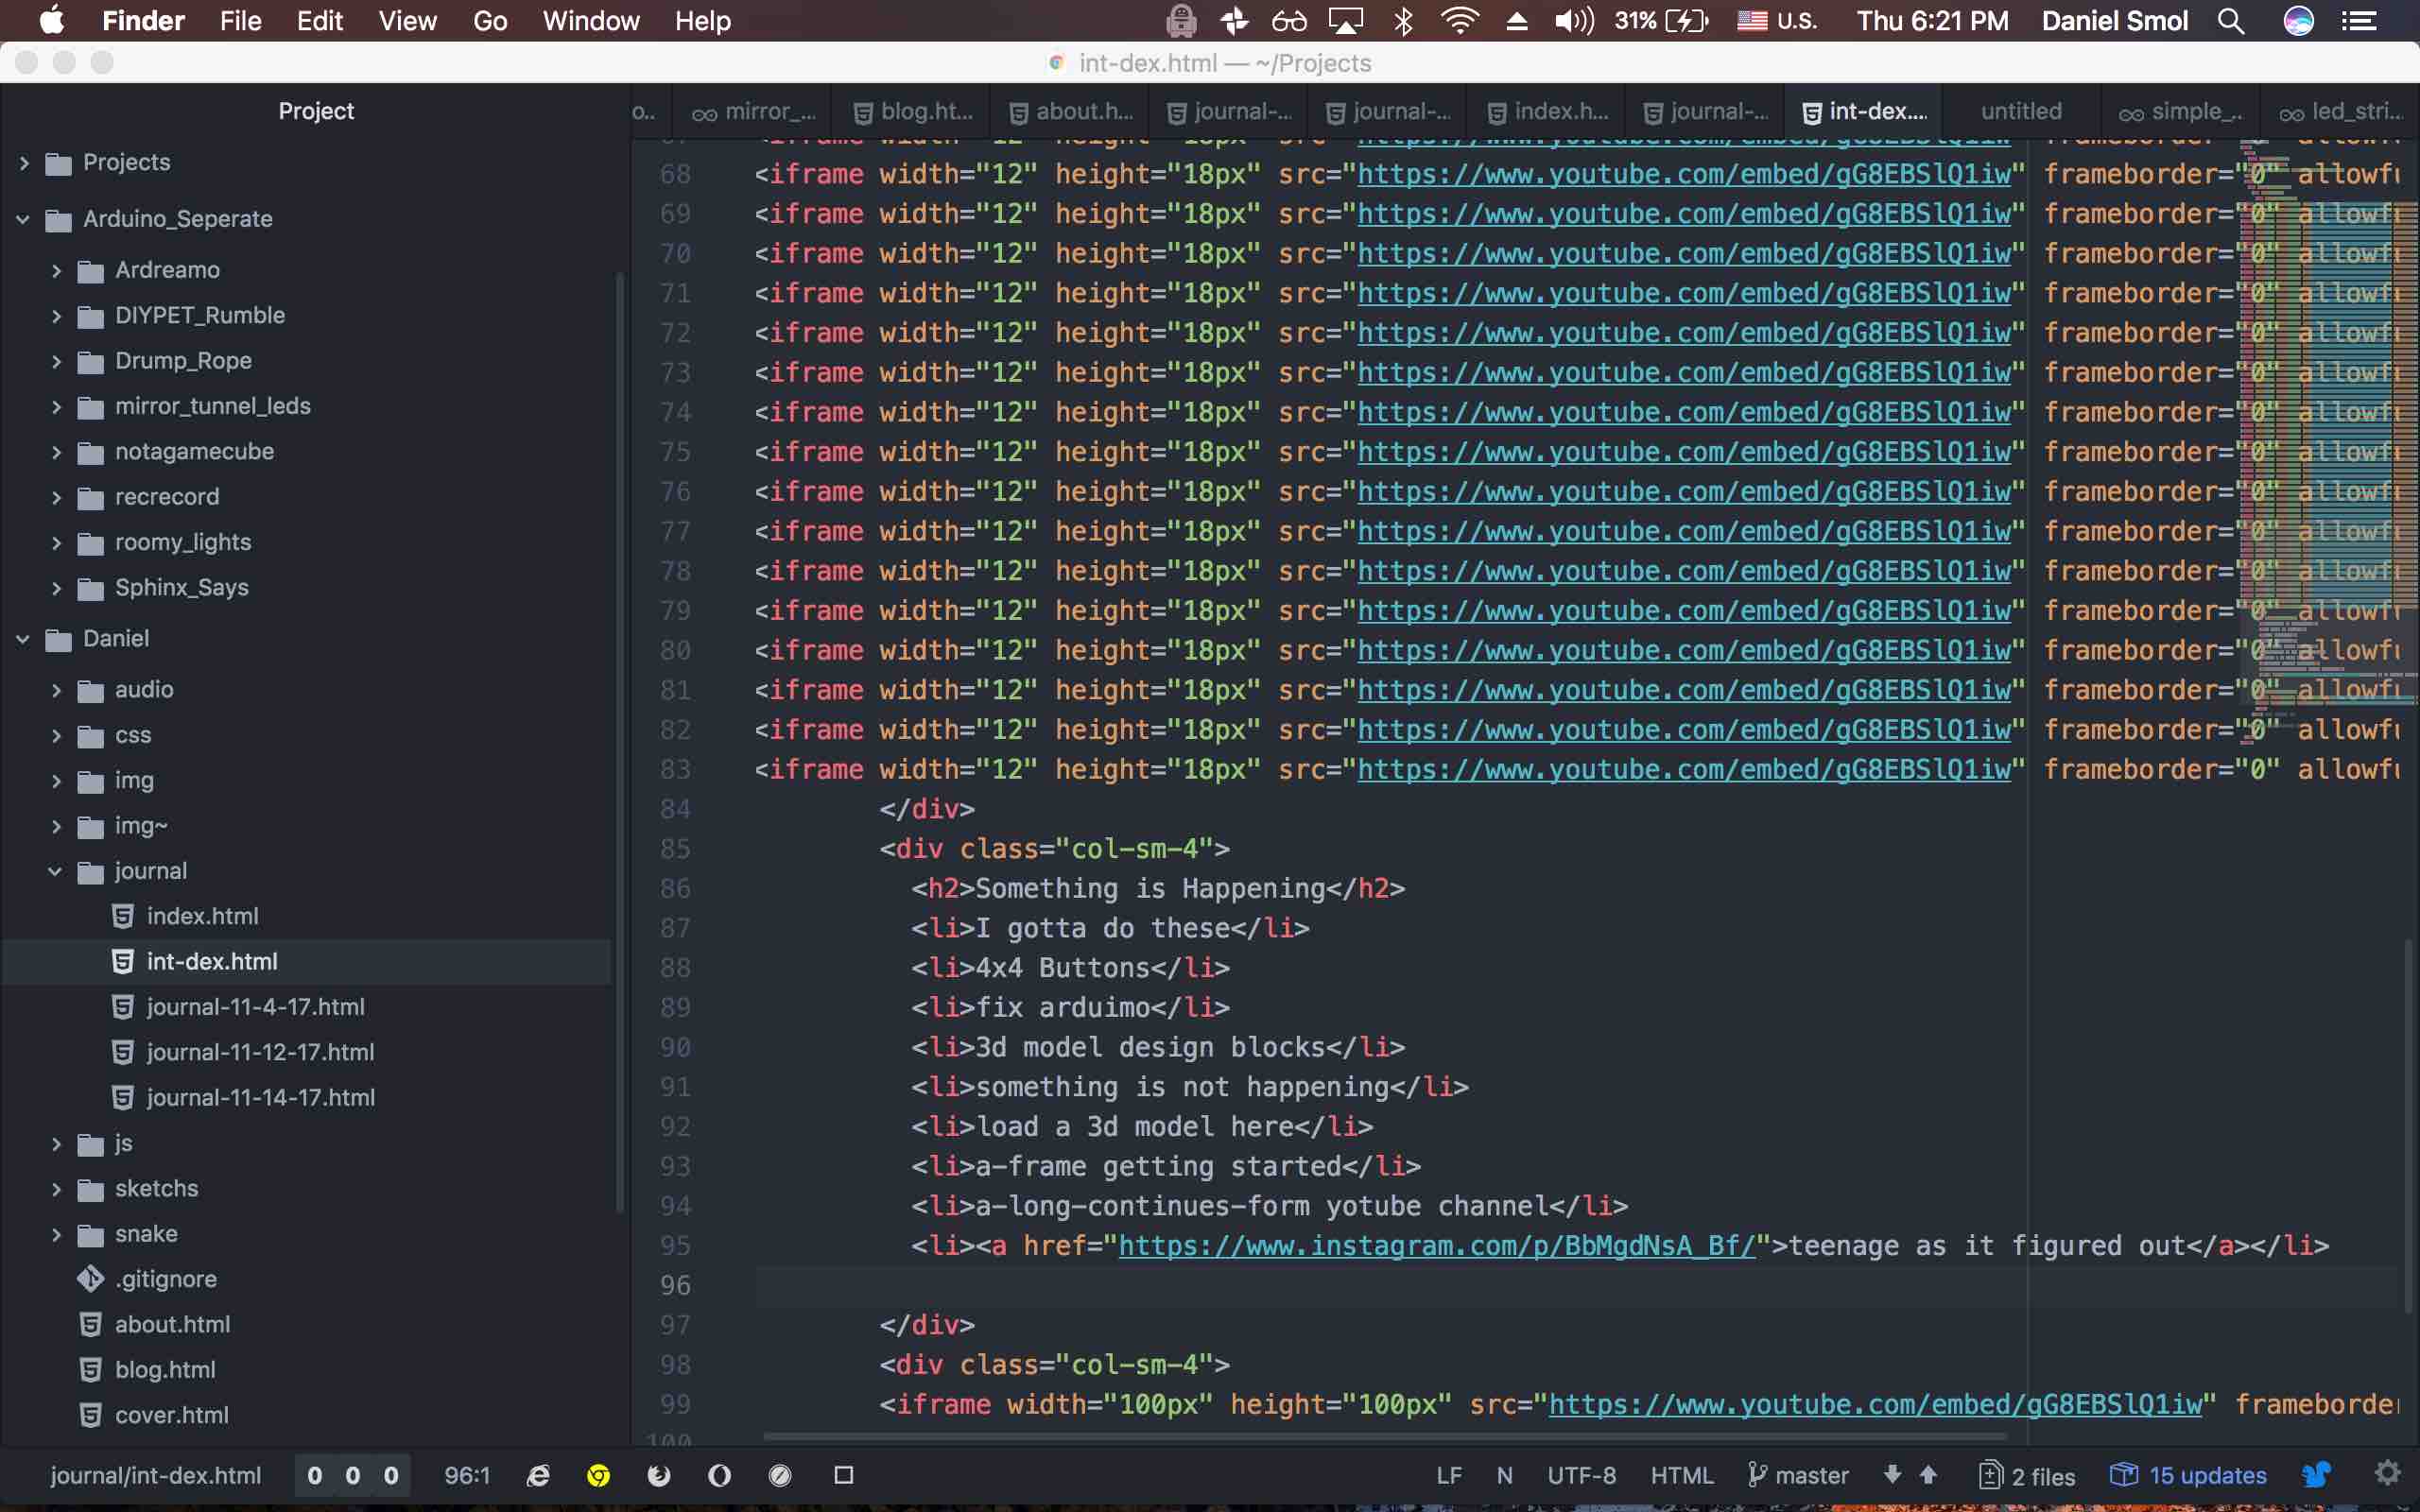 Finder File Edit View Go Window Help 31% U.S. Thu 6:21 PM Daniel Smol
int-dex.html — ~/Projects
Project
Projects
Arduino_Seperate
Ardreamo
DIYPET_Rumble
Drump_Rope
mirror_tunnel_leds
notagamecube
recrecord
roomy_lights
Sphinx_Says
Daniel
audio
css
img
img~
journal
index.html
int-dex.html
journal-11-4-17.html
journal-11-12-17.html
journal-11-14-17.html
js
sketchs
snake
.gitignore
about.html
blog.html
cover.html
o.. mirror_... blog.ht... about.h... journal-... journal-... index.h... journal-... int-dex.... untitled simple_... led_stri...
68 <iframe width="12" height="18px" src="https://www.youtube.com/embed/gG8EBSlQ1iw" frameborder="0" allowfu
69 <iframe width="12" height="18px" src="https://www.youtube.com/embed/gG8EBSlQ1iw" frameborder="0" allowfu
70 <iframe width="12" height="18px" src="https://www.youtube.com/embed/gG8EBSlQ1iw" frameborder="0" allowfu
71 <iframe width="12" height="18px" src="https://www.youtube.com/embed/gG8EBSlQ1iw" frameborder="0" allowfu
72 <iframe width="12" height="18px" src="https://www.youtube.com/embed/gG8EBSlQ1iw" frameborder="0" allowfu
73 <iframe width="12" height="18px" src="https://www.youtube.com/embed/gG8EBSlQ1iw" frameborder="0" allowfu
74 <iframe width="12" height="18px" src="https://www.youtube.com/embed/gG8EBSlQ1iw" frameborder="0" allowfu
75 <iframe width="12" height="18px" src="https://www.youtube.com/embed/gG8EBSlQ1iw" frameborder="0" allowfu
76 <iframe width="12" height="18px" src="https://www.youtube.com/embed/gG8EBSlQ1iw" frameborder="0" allowfu
77 <iframe width="12" height="18px" src="https://www.youtube.com/embed/gG8EBSlQ1iw" frameborder="0" allowfu
78 <iframe width="12" height="18px" src="https://www.youtube.com/embed/gG8EBSlQ1iw" frameborder="0" allowfu
79 <iframe width="12" height="18px" src="https://www.youtube.com/embed/gG8EBSlQ1iw" frameborder="0" allowfu
80 <iframe width="12" height="18px" src="https://www.youtube.com/embed/gG8EBSlQ1iw" frameborder="0" allowfu
81 <iframe width="12" height="18px" src="https://www.youtube.com/embed/gG8EBSlQ1iw" frameborder="0" allowfu
82 <iframe width="12" height="18px" src="https://www.youtube.com/embed/gG8EBSlQ1iw" frameborder="0" allowfu
83 <iframe width="12" height="18px" src="https://www.youtube.com/embed/gG8EBSlQ1iw" frameborder="0" allowfu
84 </div>
85 <div class="col-sm-4">
86 <h2>Something is Happening</h2>
87 <li>I gotta do these</li>
88 <li>4x4 Buttons</li>
89 <li>fix arduimo</li>
90 <li>3d model design blocks</li>
91 <li>something is not happening</li>
92 <li>load a 3d model here</li>
93 <li>a-frame getting started</li>
94 <li>a-long-continues-form yotube channel</li>
95 <li><a href="https://www.instagram.com/p/BbMgdNsA_Bf/">teenage as it figured out</a></li>
96
97 </div>
98 <div class="col-sm-4">
99 <iframe width="100px" height="100px" src="https://www.youtube.com/embed/gG8EBSlQ1iw" frameborder
100
journal/int-dex.html 0 0 0 96:1 LF N UTF-8 HTML master 2 files 15 updates